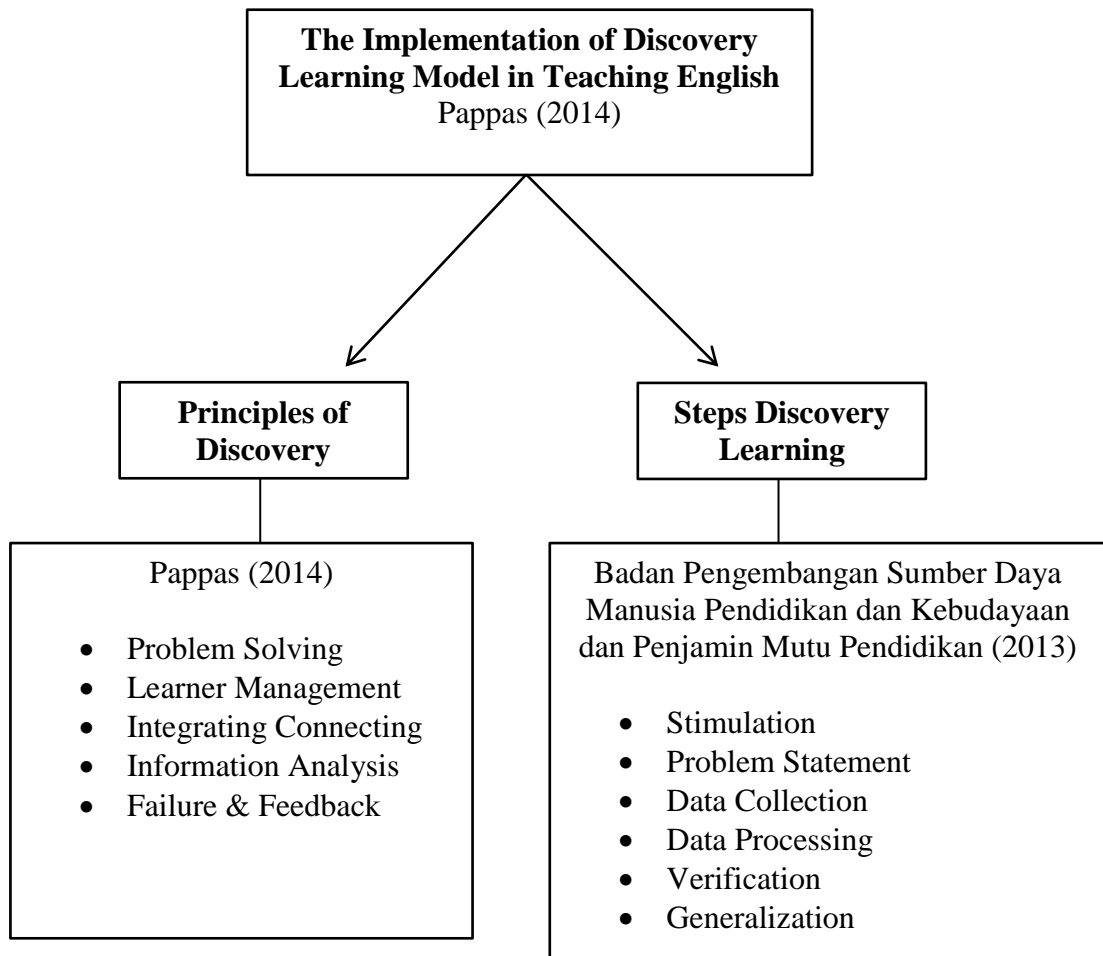 The Implementation of Discovery
Learning Model in Teaching English
Pappas (2014)
Principles of
Discovery
Steps Discovery
Learning
Pappas (2014)
• Problem Solving
• Learner Management
• Integrating Connecting
• Information Analysis
• Failure & Feedback
Badan Pengembangan Sumber Daya
Manusia Pendidikan dan Kebudayaan
dan Penjamin Mutu Pendidikan (2013)
• Stimulation
• Problem Statement
• Data Collection
• Data Processing
• Verification
• Generalization